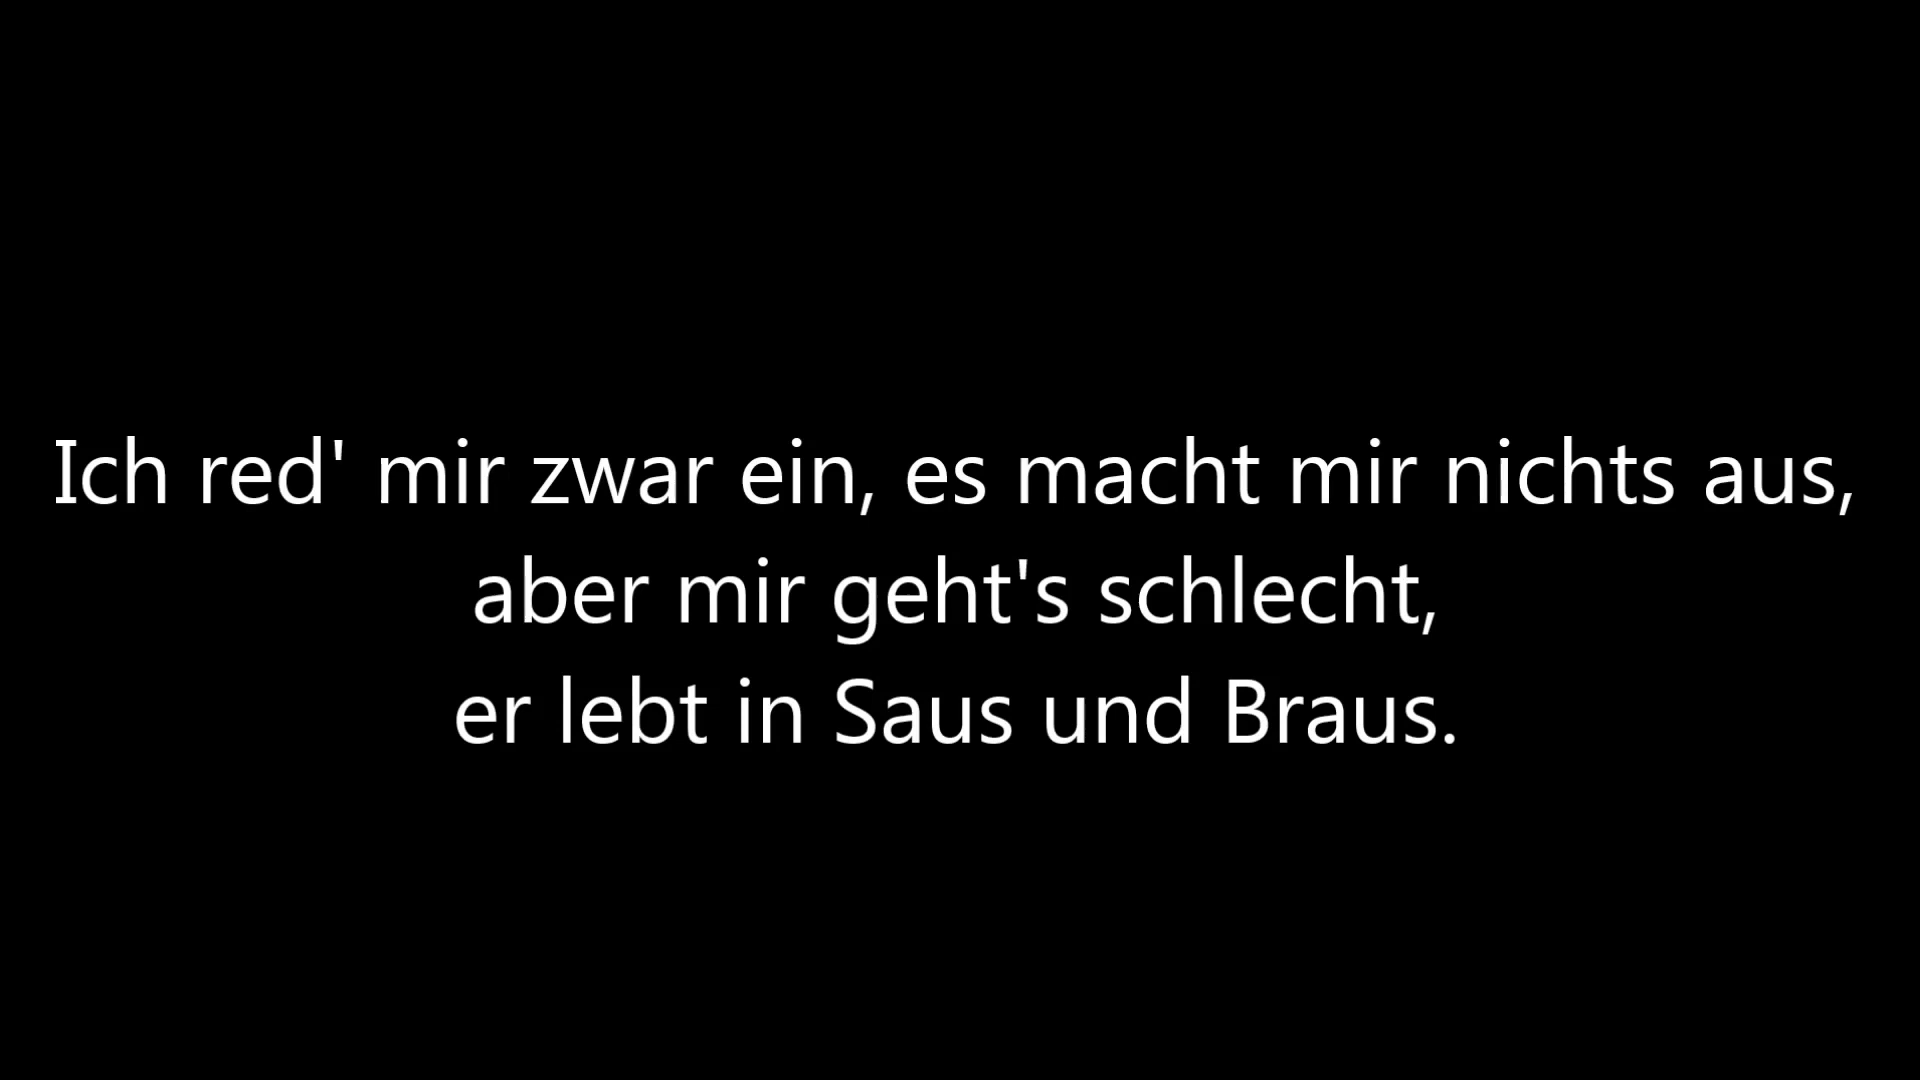 Ich red' mir zwar ein, es macht mir nichts aus,
aber mir geht's schlecht,
er lebt in Saus und Braus.